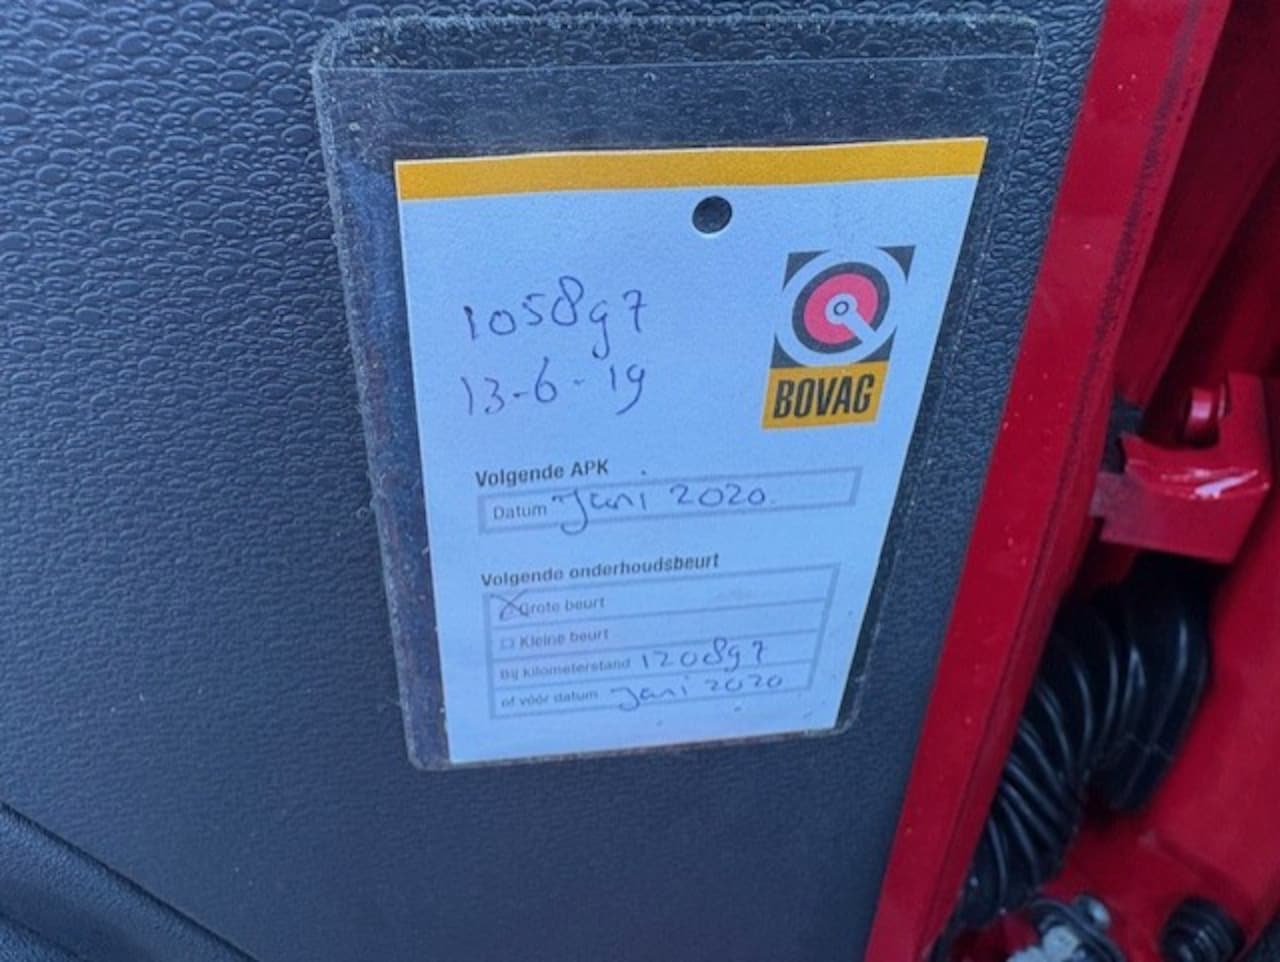 105897
13-6-19
BOVAG
Volgende APK
Datum Juni 2020.
Volgende onderhoudsbeurt
Grote beurt
Kleine beurt
Bij kilometerstand 120897
of vóór datum Juni 2020